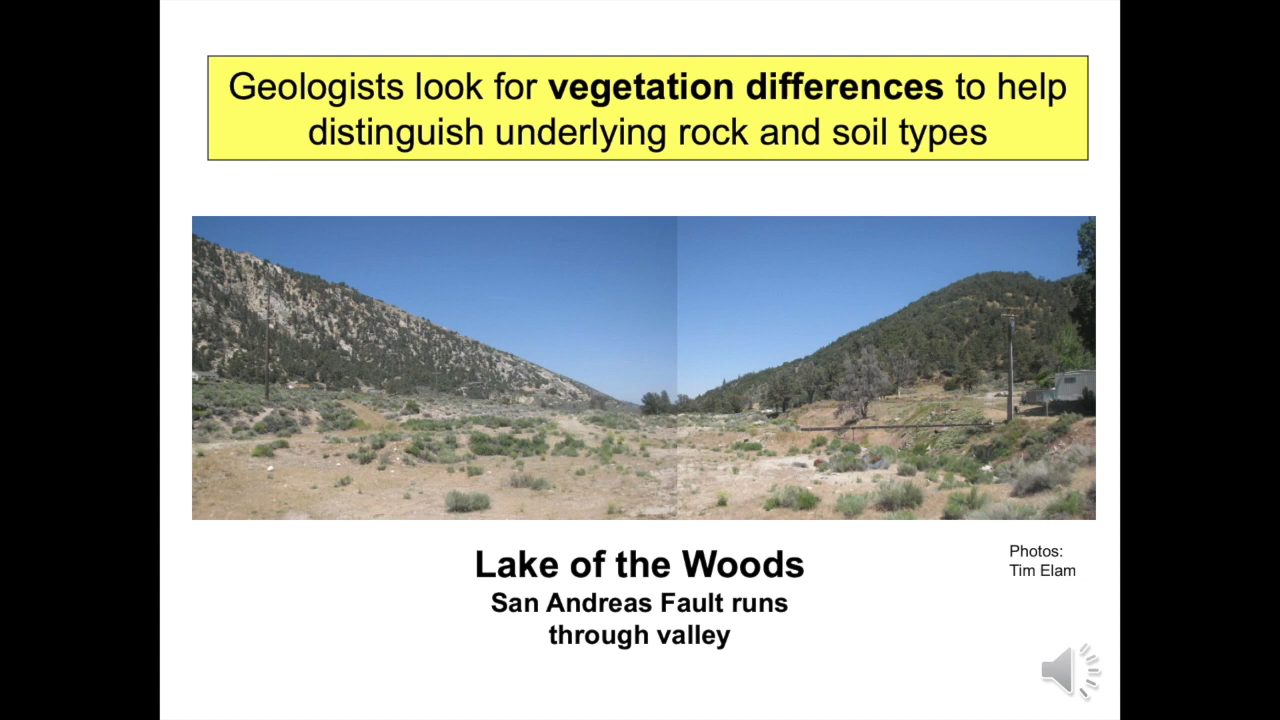 Geologists look for vegetation differences to help
distinguish underlying rock and soil types
Lake of the Woods
San Andreas Fault runs
through valley
Photos:
Tim Elam